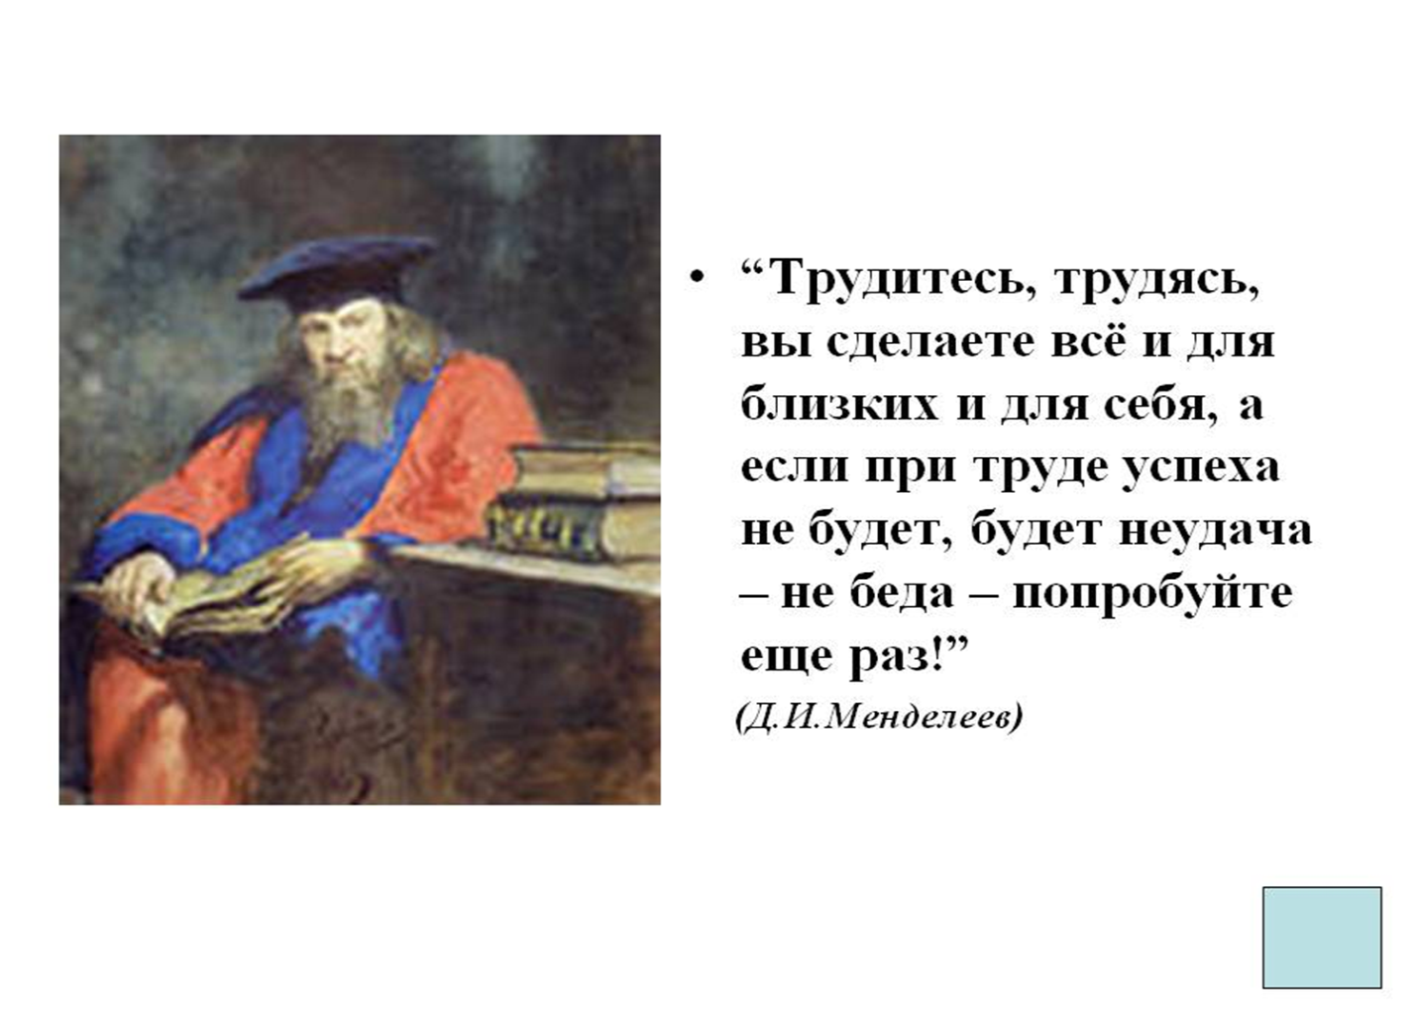 • “Трудитесь, трудясь,
вы сделаете всё и для
близких и для себя, а
если при труде успеха
не будет, будет неудача
– не беда – попробуйте
еще раз!”
(Д.И.Менделеев)